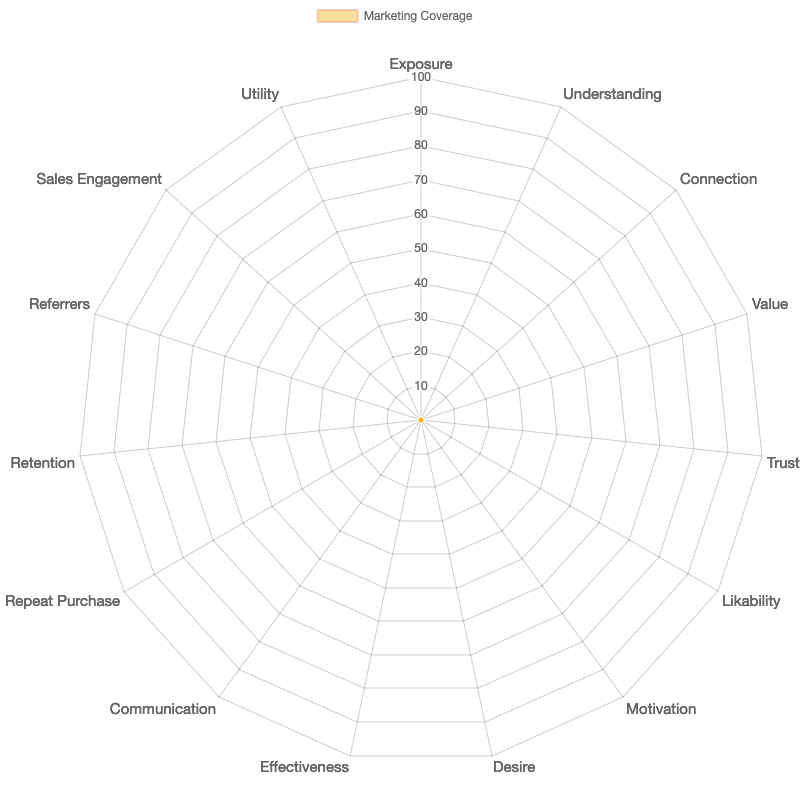 Marketing Coverage
Exposure
Utility
Understanding
Sales Engagement
Connection
Referrers
Value
Retention
Trust
Repeat Purchase
Likability
Communication
Motivation
Effectiveness
Desire
100
90
80
70
60
50
40
30
20
10